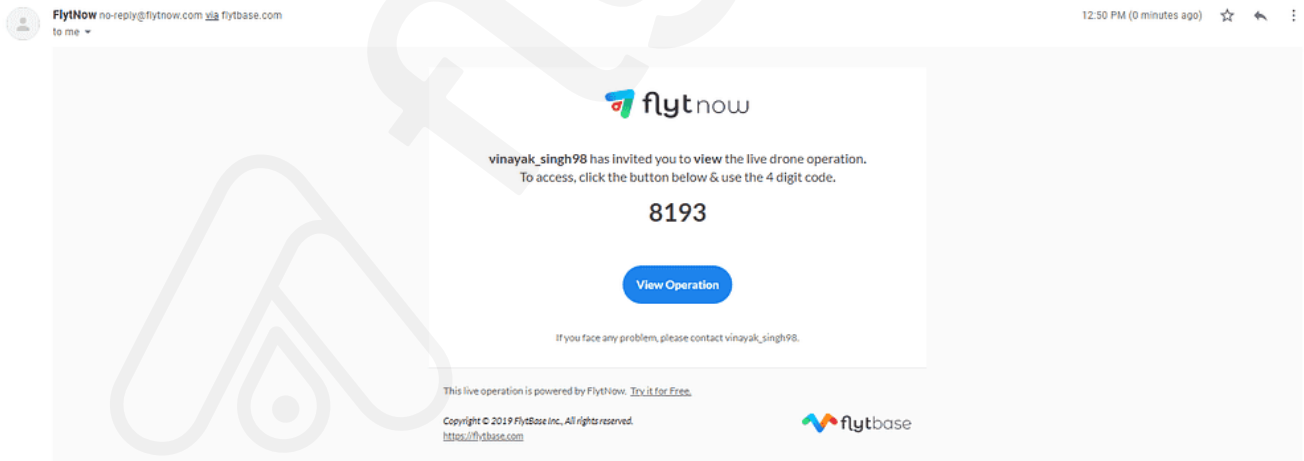 FlytNow no-reply@flytnow.com via flytbase.com
12:50 PM (0 minutes ago)
to me
flytnow
vinayak_singh98 has invited you to view the live drone operation.
To access, click the button below & use the 4 digit code.
8193
View Operation
If you face any problem, please contact vinayak_singh98.
This live operation is powered by FlytNow. Try it for Free.
Copyright © 2019 FlytBase Inc., All rights reserved.
https://flytbase.com
flytbase